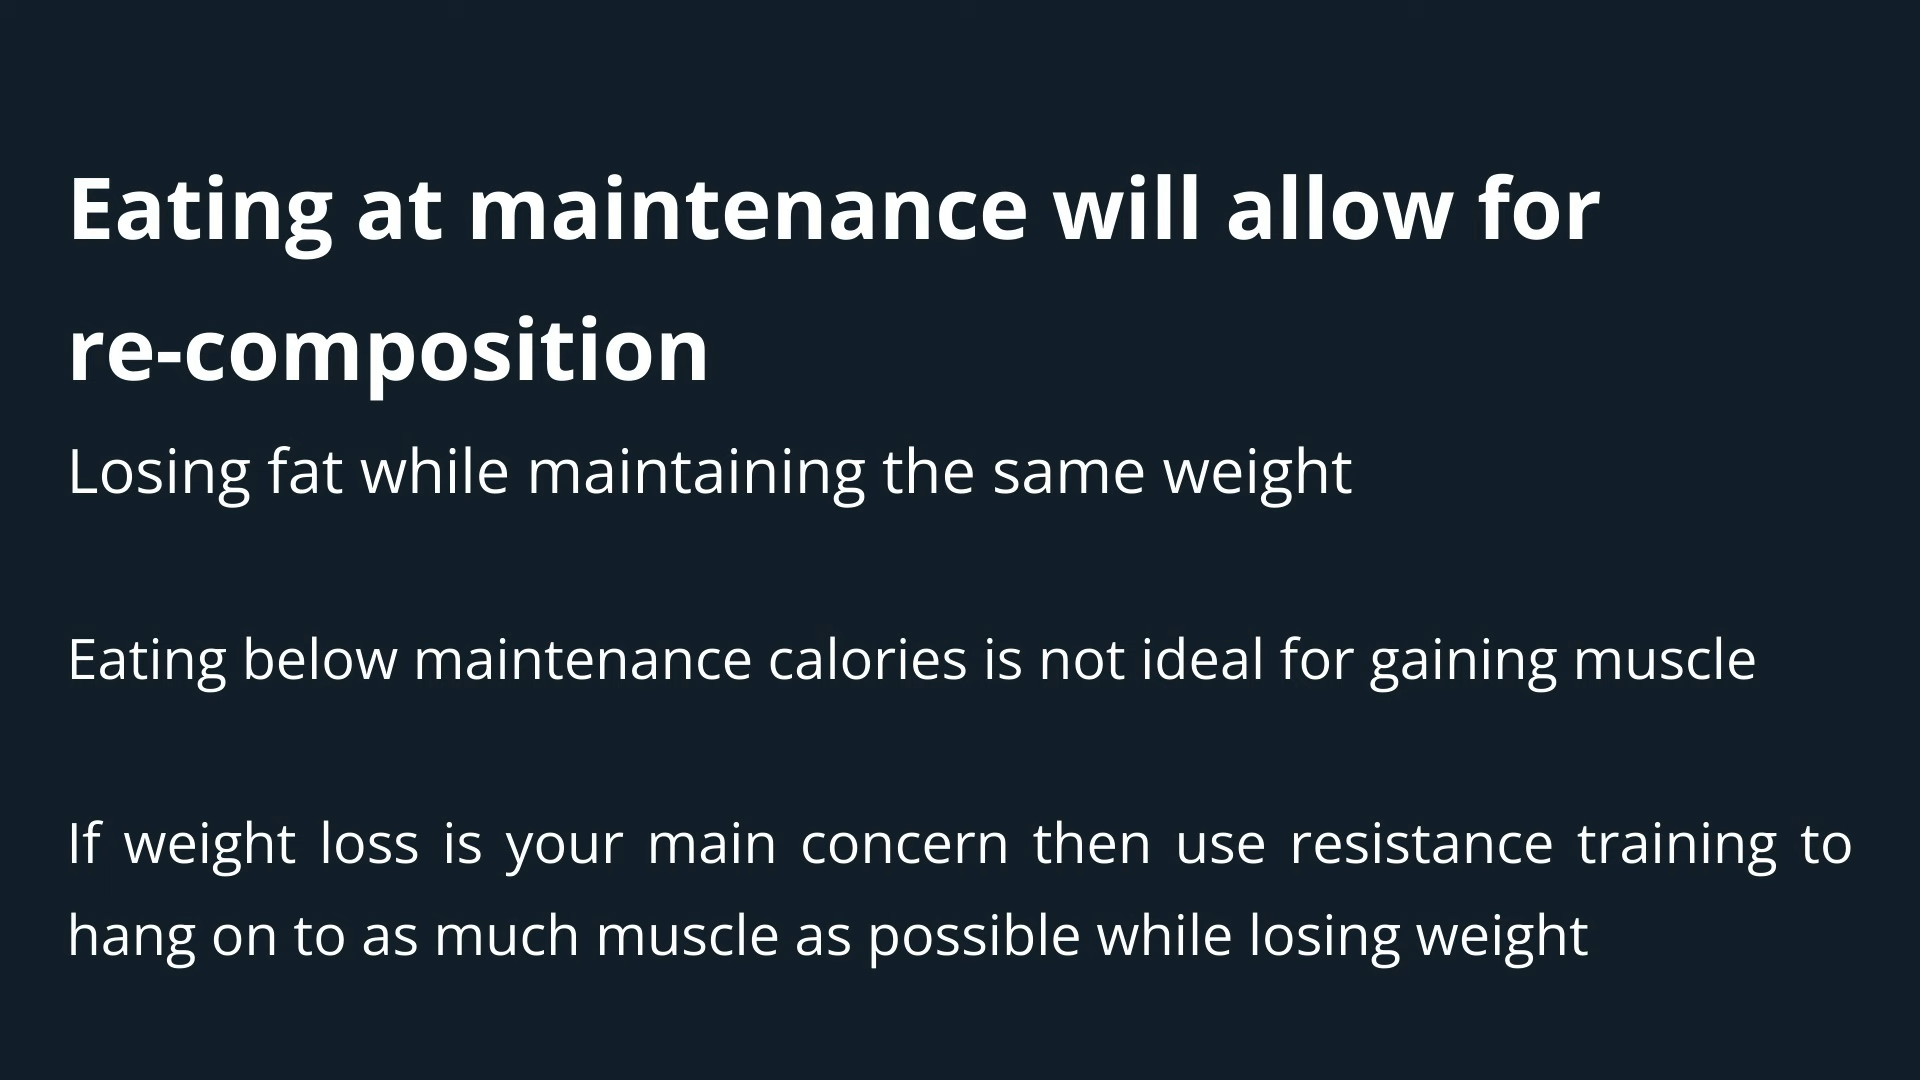 Eating at maintenance will allow for
re-composition
Losing fat while maintaining the same weight
Eating below maintenance calories is not ideal for gaining muscle
If weight loss is your main concern then use resistance training to
hang on to as much muscle as possible while losing weight